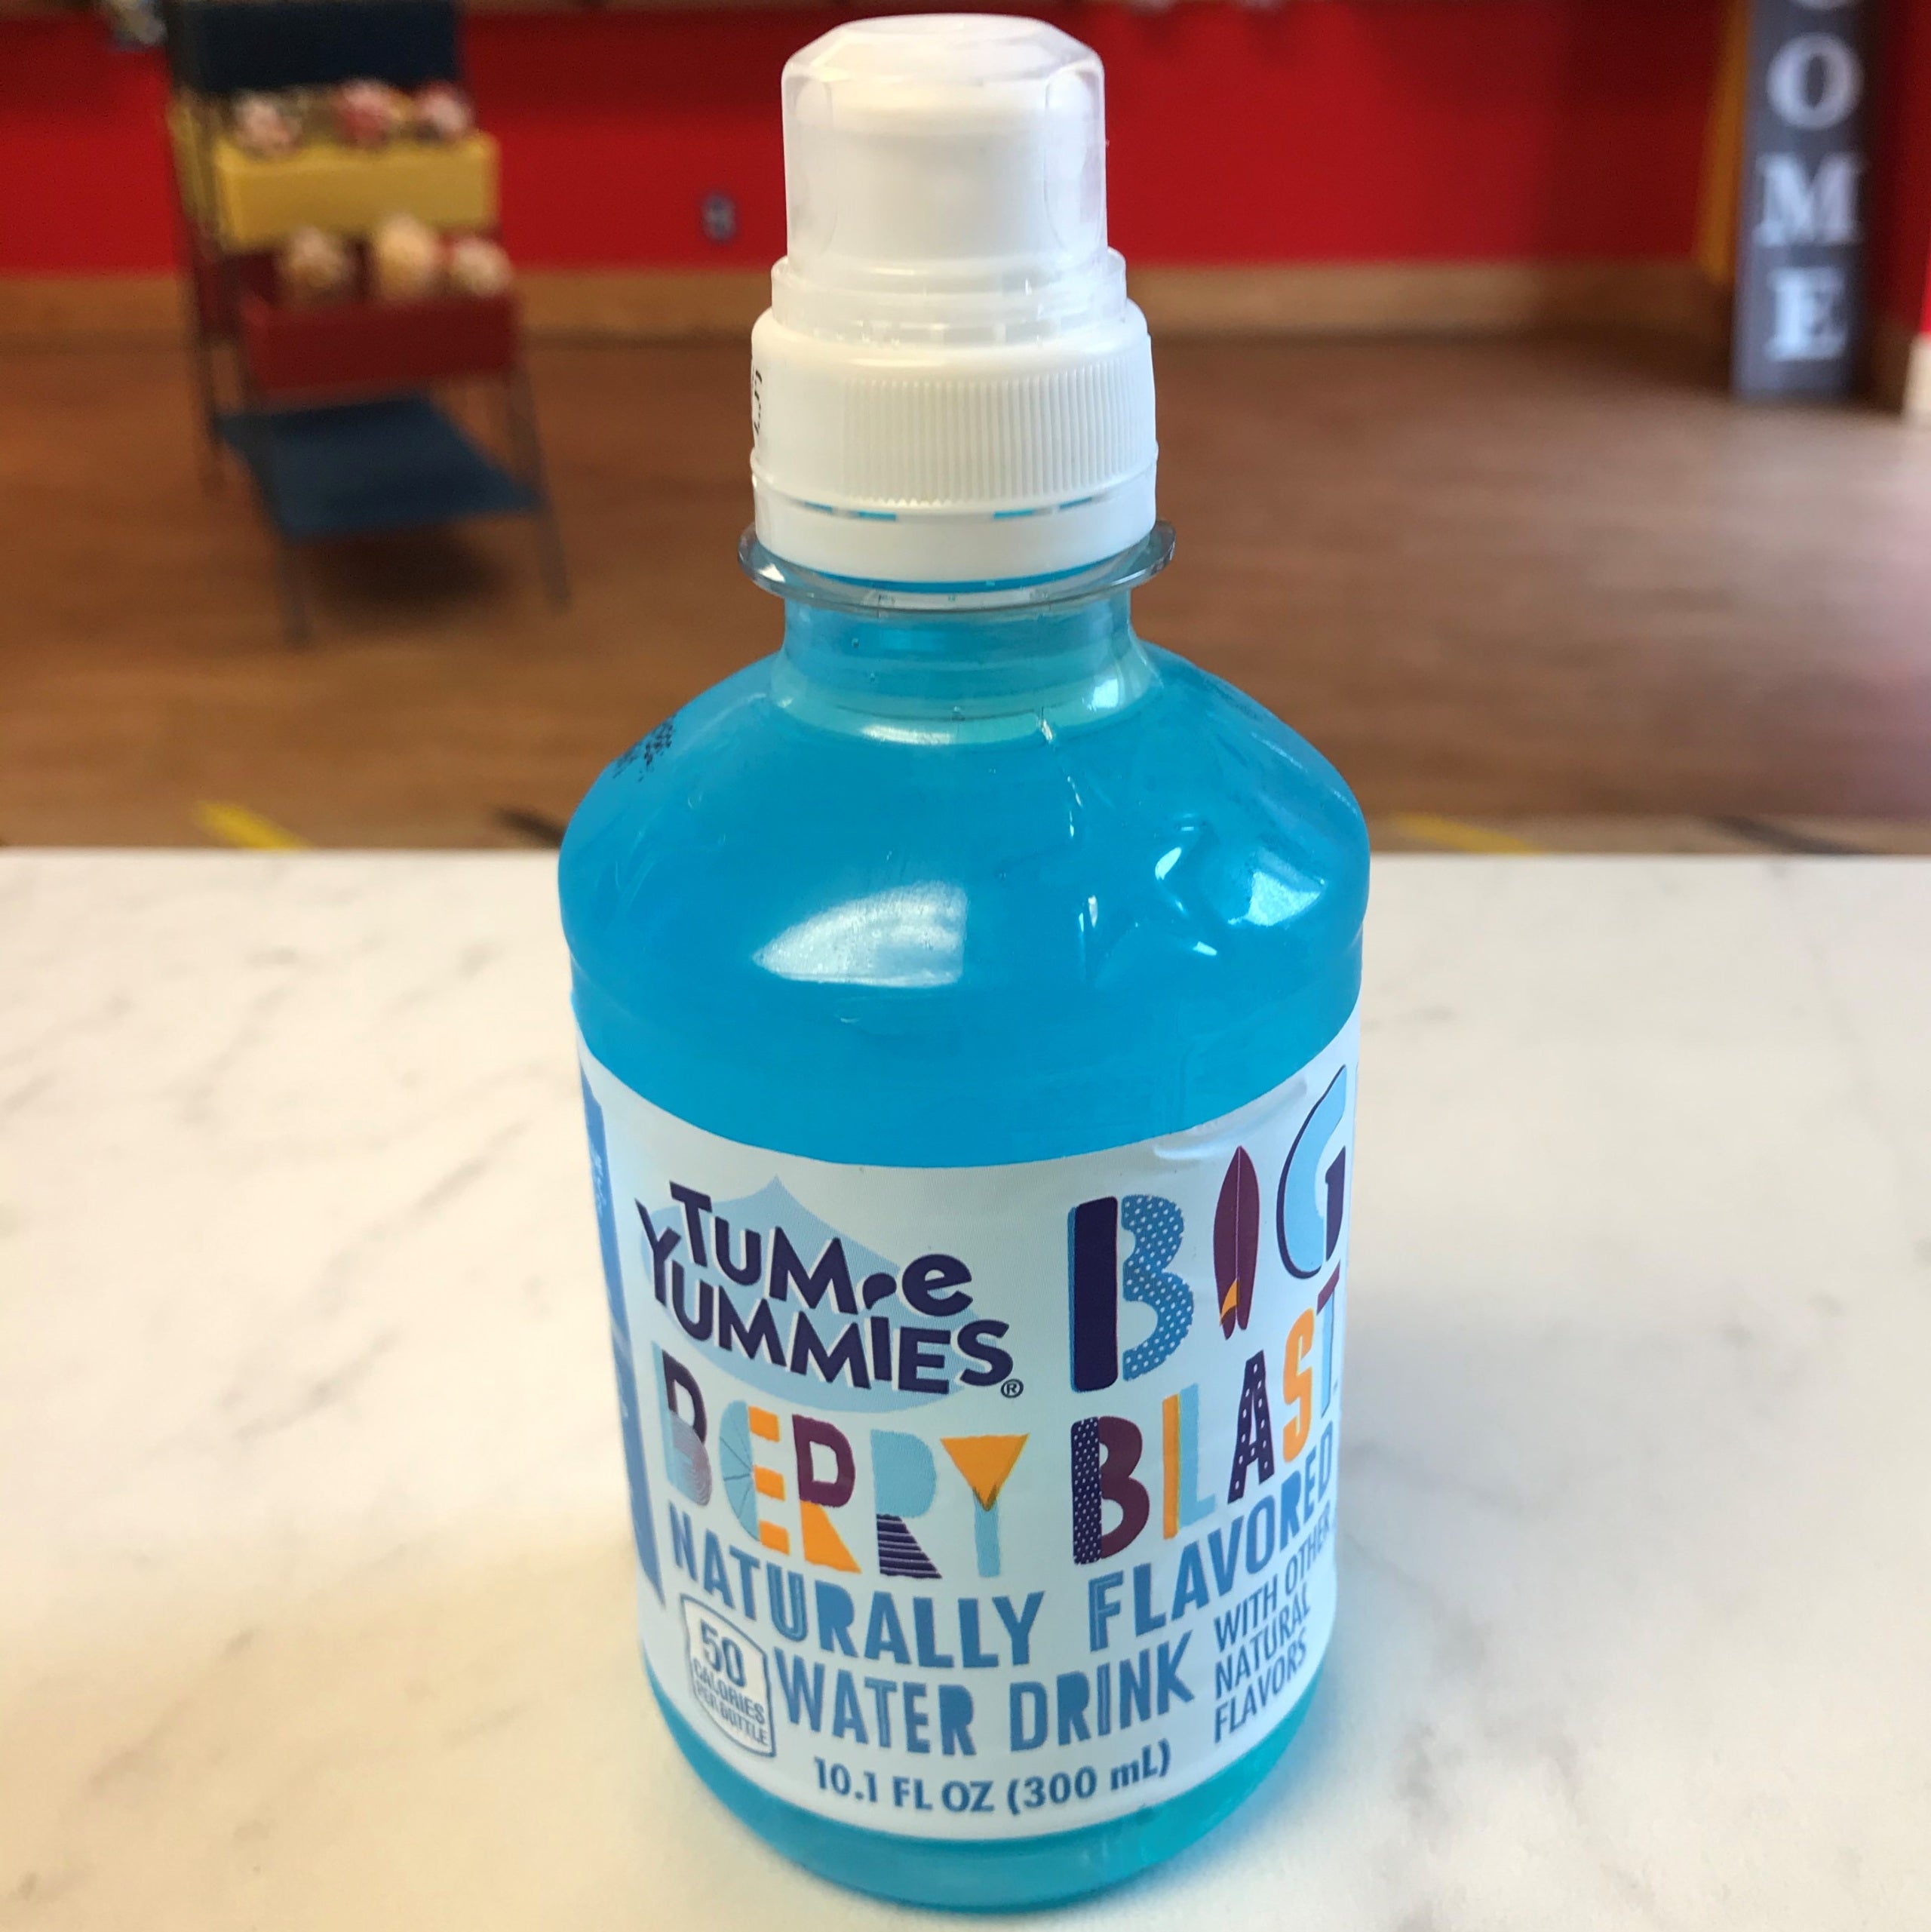 OME
TUM·e
YUMMIES®
BIG
BERRY BLAST
NATURALLY FLAVORED
WATER DRINK
WITH OTHER
NATURAL
FLAVORS
50
CALORIES
PER BOTTLE
10.1 FL OZ (300 mL)